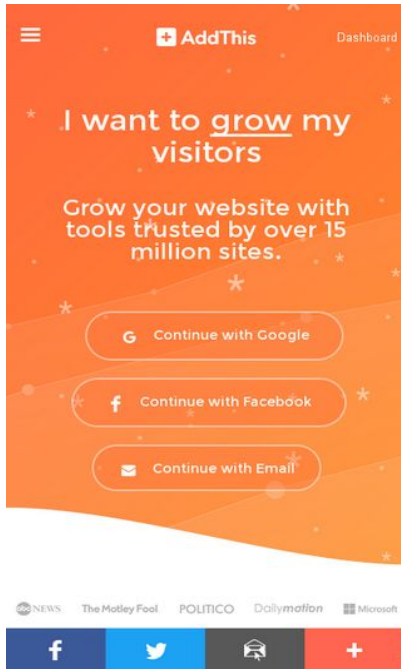 AddThis Dashboard
I want to grow my
visitors
Grow your website with
tools trusted by over 15
million sites.
G Continue with Google
f Continue with Facebook
Continue with Email
abc NEWS The Motley Fool POLITICO Dailymotion Microsoft
f